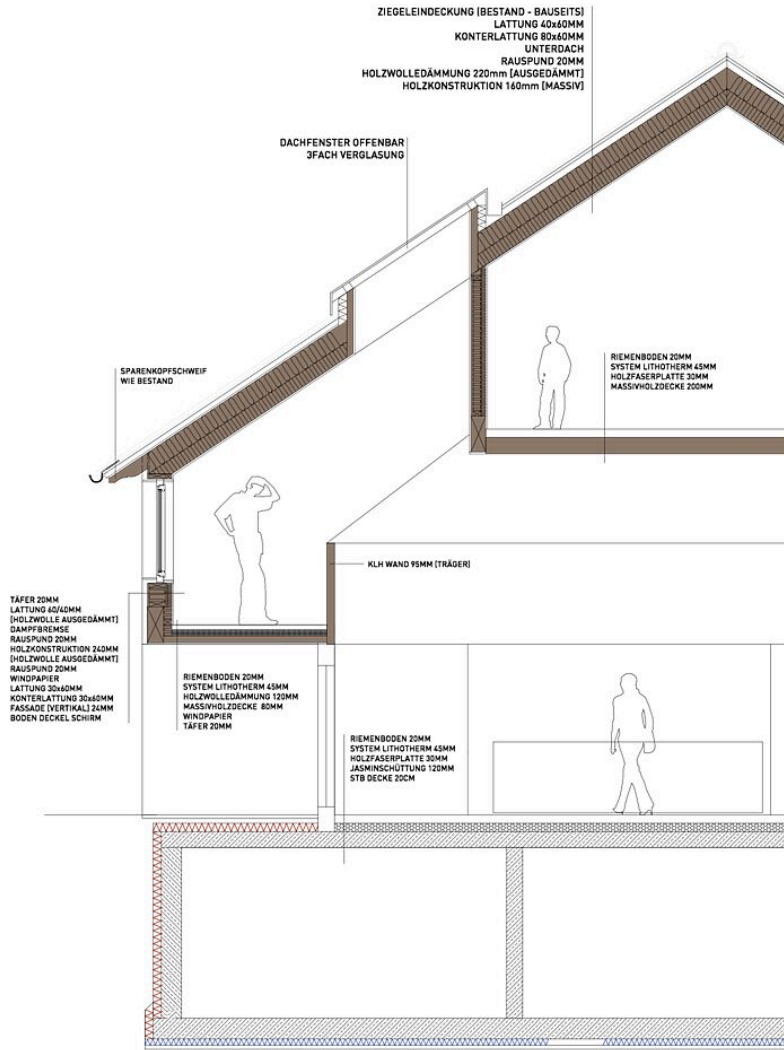 ZIEGELEINDECKUNG (BESTAND - BAUSEITS)
LATTUNG 40x60MM
KONTERLATTUNG 80x60MM
UNTERDACH
RAUSPUND 20MM
HOLZWOLLEDÄMMUNG 220mm [AUSGEDÄMMT]
HOLZKONSTRUKTION 160mm [MASSIV]
DACHFENSTER OFFENBAR
3FACH VERGLASUNG
SPARENKOPFSCHWEIF
WIE BESTAND
RIEMENBODEN 20MM
SYSTEM LITHOTHERM 45MM
HOLZFASERPLATTE 30MM
MASSIVHOLZDECKE 200MM
KLH WAND 95MM (TRÄGER)
TÄFER 20MM
LATTUNG 60/40MM
[HOLZWOLLE AUSGEDÄMMT]
DAMPFBREMSE
RAUSPUND 20MM
HOLZKONSTRUKTION 240MM
[HOLZWOLLE AUSGEDÄMMT]
RAUSPUND 20MM
WINDPAPIER
LATTUNG 30x60MM
KONTERLATTUNG 30x60MM
FASSADE (VERTIKAL) 24MM
BODEN DECKEL SCHIRM
RIEMENBODEN 20MM
SYSTEM LITHOTHERM 45MM
HOLZWOLLEDÄMMUNG 120MM
MASSIVHOLZDECKE 80MM
WINDPAPIER
TÄFER 20MM
RIEMENBODEN 20MM
SYSTEM LITHOTHERM 45MM
HOLZFASERPLATTE 30MM
JASMINSCHÜTTUNG 120MM
STB DECKE 20CM